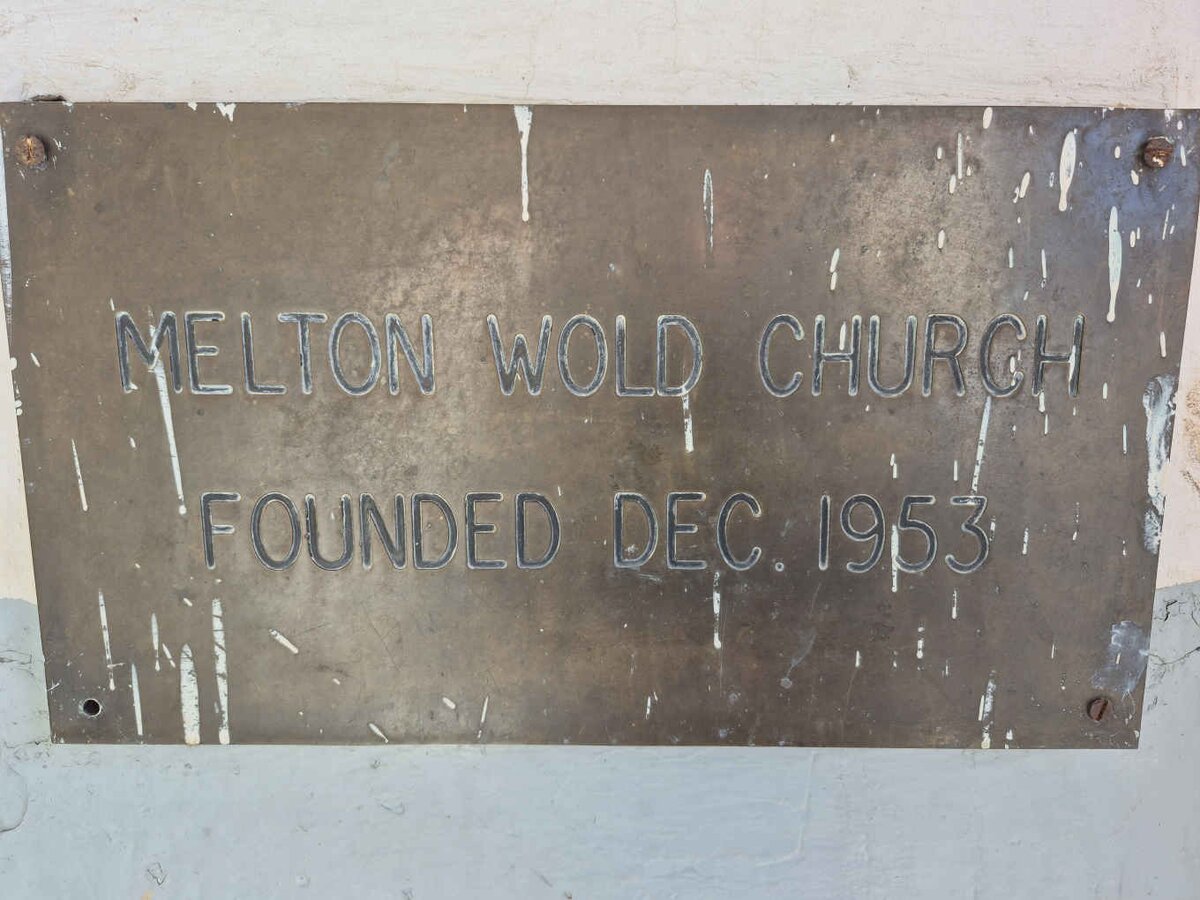 MELTON WOLD CHURCH
FOUNDED DEC. 1953